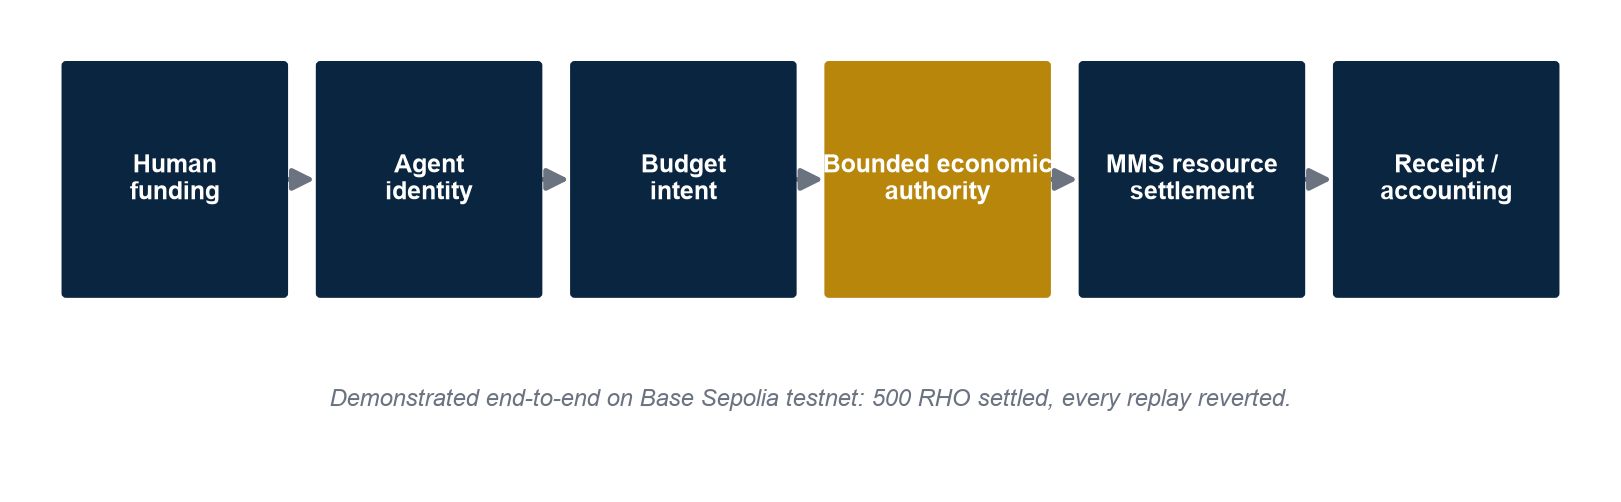 Human
funding
Agent
identity
Budget
intent
Bounded economic
authority
MMS resource
settlement
Receipt /
accounting
Demonstrated end-to-end on Base Sepolia testnet: 500 RHO settled, every replay reverted.